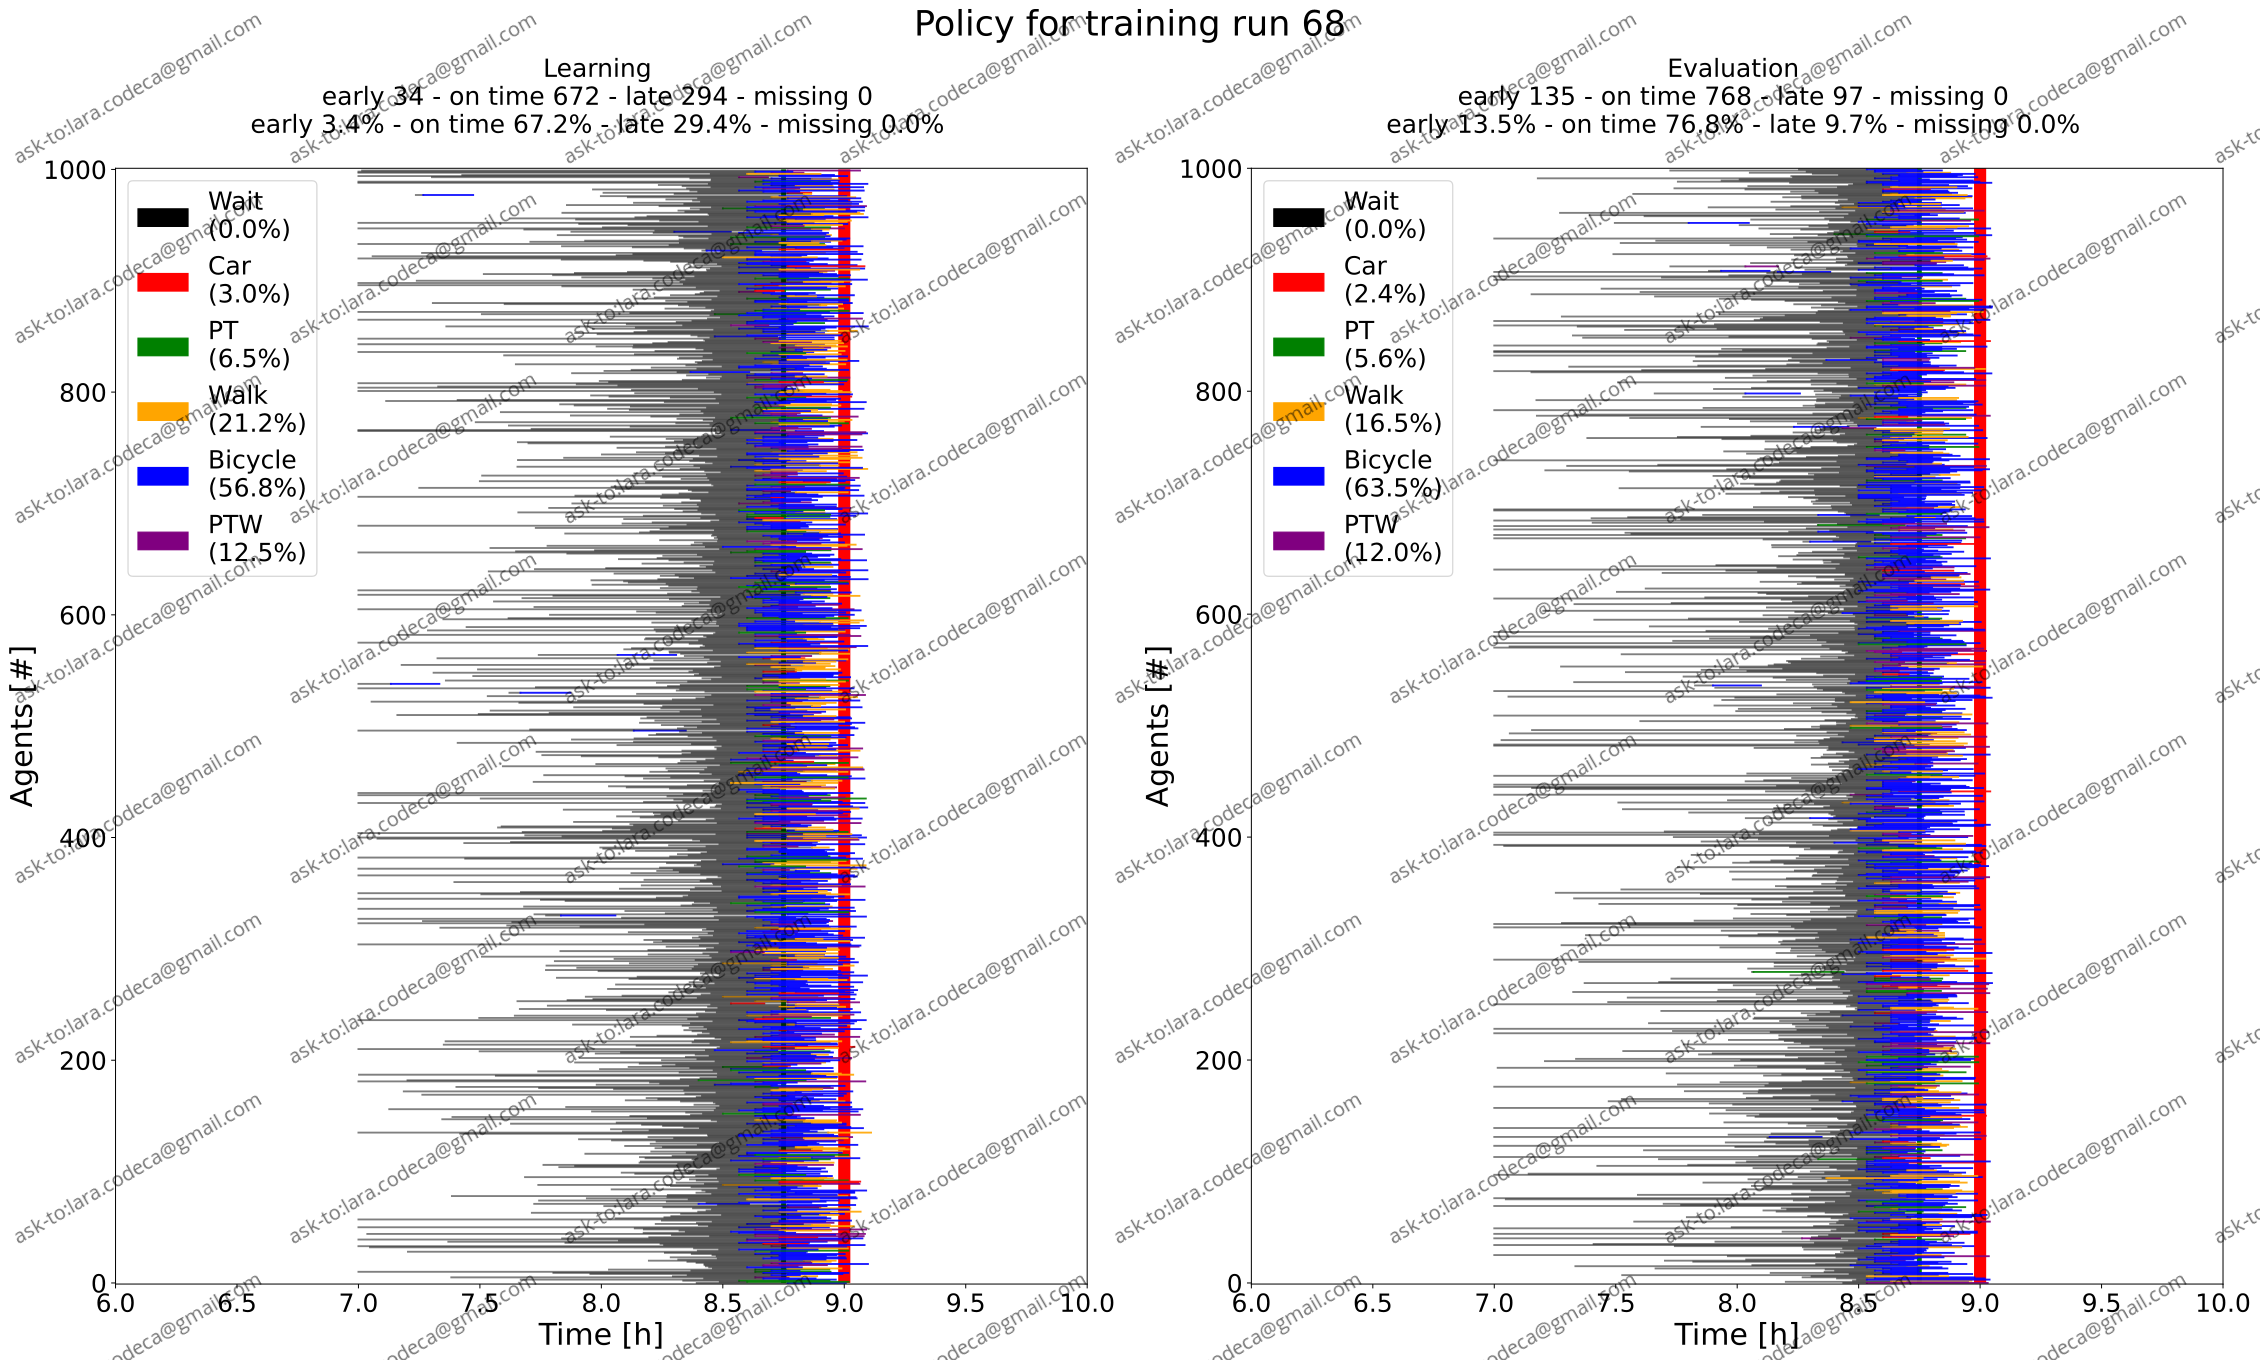 Policy for training run 68
Learning
early 34 - on time 672 - late 294 - missing 0
early 3.4% - on time 67.2% - late 29.4% - missing 0.0%
1000
800
600
400
200
0
Agents [#]
Wait
(0.0%)
Car
(3.0%)
PT
(6.5%)
Walk
(21.2%)
Bicycle
(56.8%)
PTW
(12.5%)
6.0 6.5 7.0 7.5 8.0 8.5 9.0 9.5 10.0
Time [h]
Evaluation
early 135 - on time 768 - late 97 - missing 0
early 13.5% - on time 76.8% - late 9.7% - missing 0.0%
1000
800
600
400
200
0
Agents [#]
Wait
(0.0%)
Car
(2.4%)
PT
(5.6%)
Walk
(16.5%)
Bicycle
(63.5%)
PTW
(12.0%)
6.0 6.5 7.0 7.5 8.0 8.5 9.0 9.5 10.0
Time [h]
ask-to:lara.codeca@gmail.com